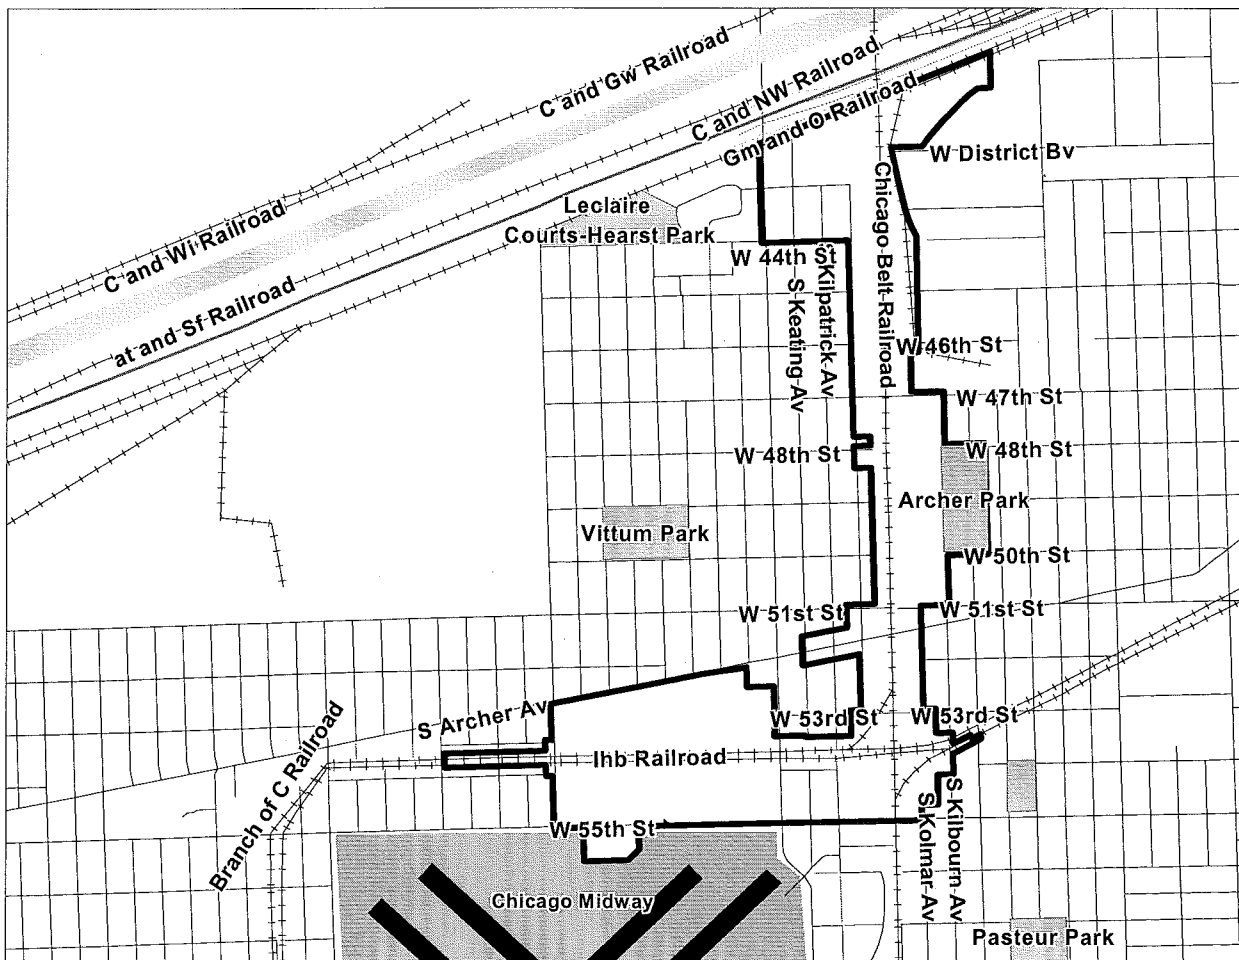 C and Gw Railroad
C and NW Railroad
Gm and O Railroad
W District Bv
Chicago-Belt-Railroad
Leclaire
Courts-Hearst Park
C and Wi Railroad
W 44th St
at and Sf Railroad
Kilpatrick-Av
S-Keating-Av
W 46th St
W 47th St
W 48th St
W 48th St
Archer Park
Vittum Park
W 50th St
W 51st St
W 51st St
S Archer Av
W 53rd St
W 53rd St
Ihb Railroad
Branch of C Railroad
S-Kilbourn-Av
S-Kolmar-Av
W 55th St
Chicago Midway
Pasteur Park